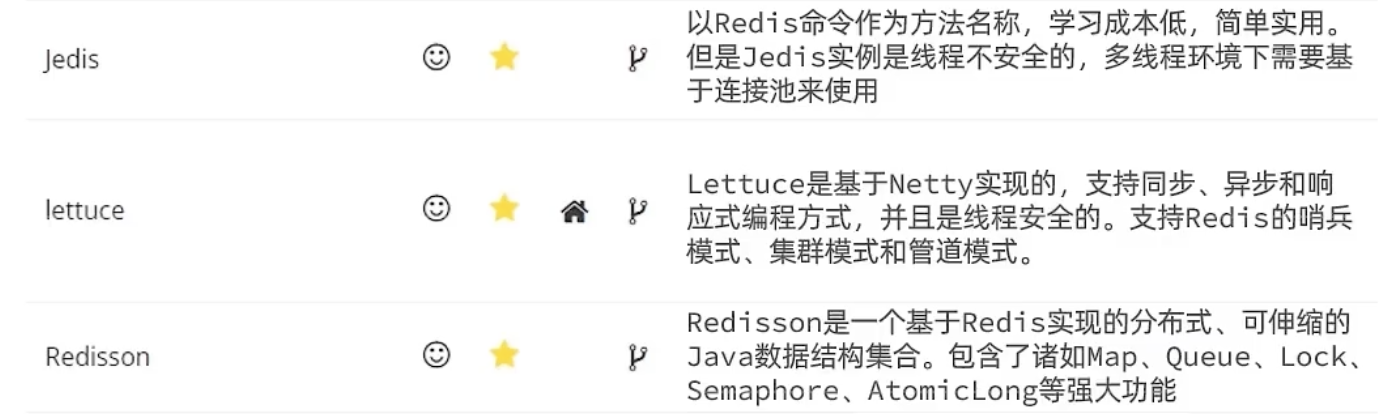 Jedis
以Redis命令作为方法名称，学习成本低，简单实用。
但是Jedis实例是线程不安全的，多线程环境下需要基
于连接池来使用
lettuce
Lettuce是基于Netty实现的，支持同步、异步和响
应式编程方式，并且是线程安全的。支持Redis的哨兵
模式、集群模式和管道模式。
Redisson
Redisson是一个基于Redis实现的分布式、可伸缩的
Java数据结构集合。包含了诸如Map、Queue、Lock、
Semaphore、AtomicLong等强大功能